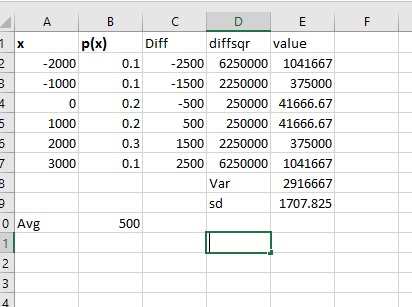 A B C D E F
1 x p(x) Diff diffsqr value
2 -2000 0.1 -2500 6250000 1041667
3 -1000 0.1 -1500 2250000 375000
4 0 0.2 -500 250000 41666.67
5 1000 0.2 500 250000 41666.67
6 2000 0.3 1500 2250000 375000
7 3000 0.1 2500 6250000 1041667
8 Var 2916667
9 sd 1707.825
0 Avg 500
1
2
3
4